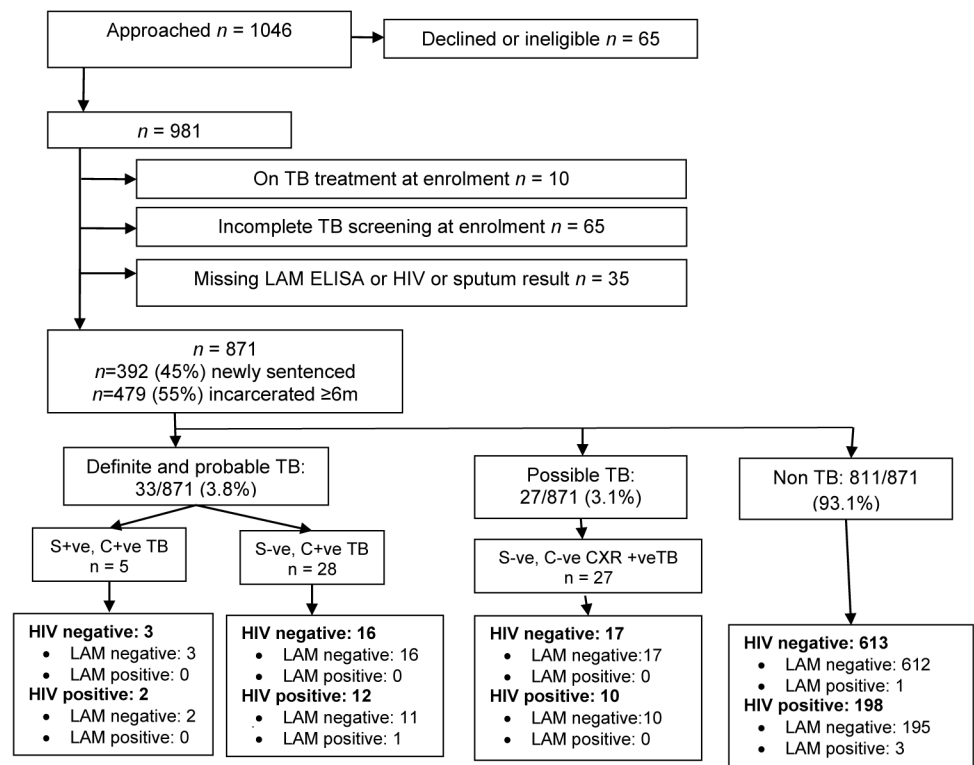 Approached n = 1046
Declined or ineligible n = 65
n = 981
On TB treatment at enrolment n = 10
Incomplete TB screening at enrolment n = 65
Missing LAM ELISA or HIV or sputum result n = 35
n = 871
n=392 (45%) newly sentenced
n=479 (55%) incarcerated ≥6m
Definite and probable TB:
33/871 (3.8%)
Possible TB:
27/871 (3.1%)
Non TB: 811/871
(93.1%)
S+ve, C+ve TB
n = 5
S-ve, C+ve TB
n = 28
S-ve, C-ve CXR +veTB
n = 27
HIV negative: 3
• LAM negative: 3
• LAM positive: 0
HIV positive: 2
• LAM negative: 2
• LAM positive: 0
HIV negative: 16
• LAM negative: 16
• LAM positive: 0
HIV positive: 12
• LAM negative: 11
• LAM positive: 1
HIV negative: 17
• LAM negative:17
• LAM positive: 0
HIV positive: 10
• LAM negative:10
• LAM positive: 0
HIV negative: 613
• LAM negative: 612
• LAM positive: 1
HIV positive: 198
• LAM negative: 195
• LAM positive: 3